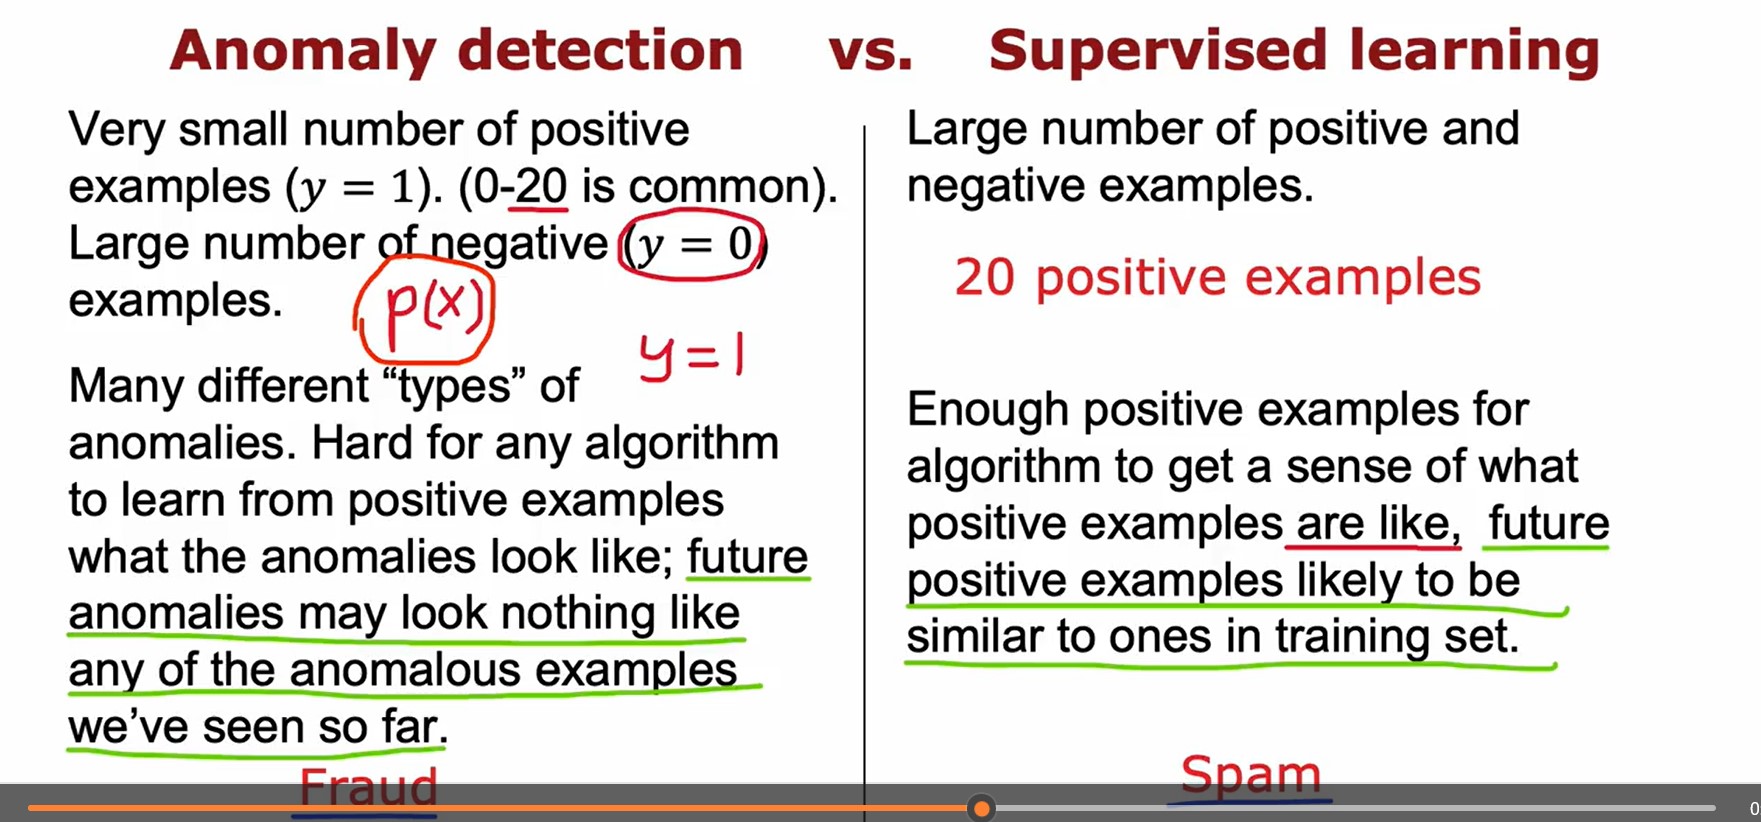 Anomaly detection vs. Supervised learning
Very small number of positive
examples (y = 1). (0-20 is common).
Large number of negative (y = 0)
examples.
p(x)
y=1
Many different “types” of
anomalies. Hard for any algorithm
to learn from positive examples
what the anomalies look like; future
anomalies may look nothing like
any of the anomalous examples
we’ve seen so far.
Fraud
Large number of positive and
negative examples.
20 positive examples
Enough positive examples for
algorithm to get a sense of what
positive examples are like, future
positive examples likely to be
similar to ones in training set.
Spam
0